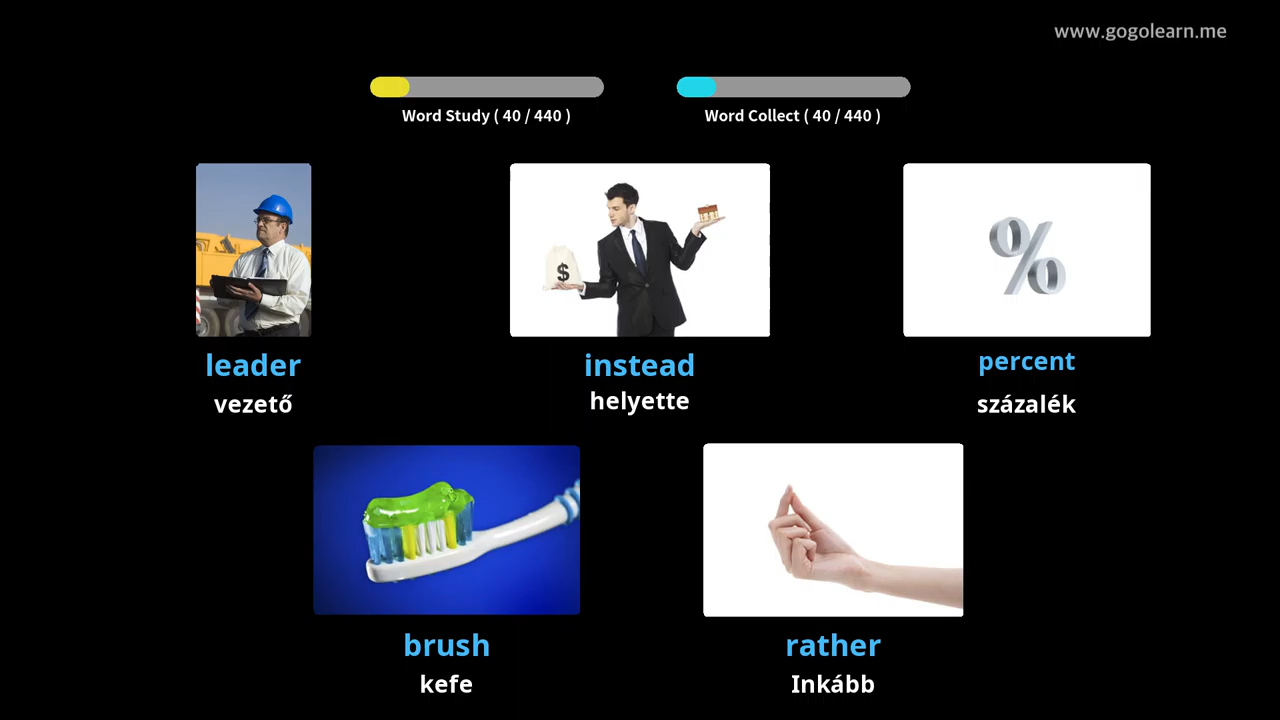 www.gogolearn.me
Word Study ( 40 / 440 )
Word Collect ( 40 / 440 )
$
%
leader
vezető
instead
helyette
percent
százalék
brush
kefe
rather
Inkább